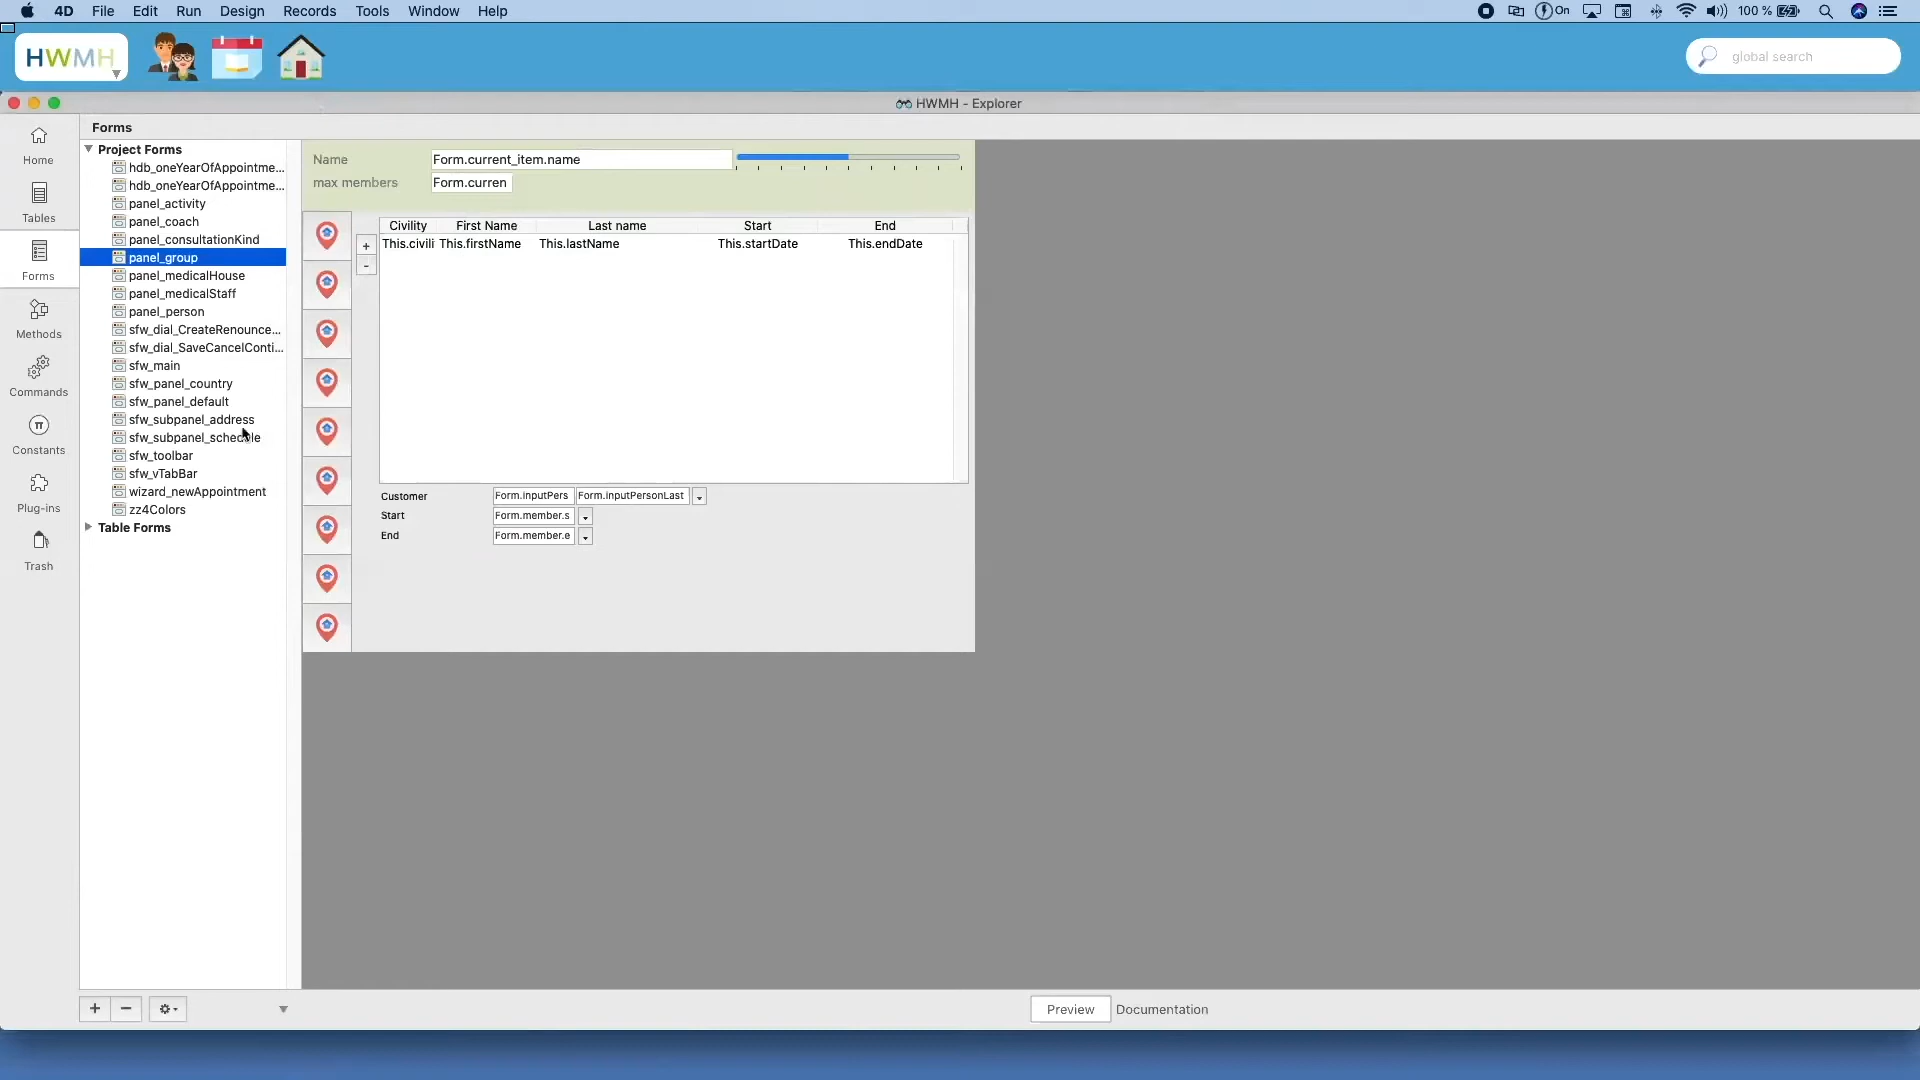 4D File Edit Run Design Records Tools Window Help
On
100 %
HWMH
global search
HWMH - Explorer
Home
Tables
Forms
Methods
Commands
π
Constants
Plug-ins
Trash
Forms
Project Forms
hdb_oneYearOfAppointme...
hdb_oneYearOfAppointme...
panel_activity
panel_coach
panel_consultationKind
panel_group
panel_medicalHouse
panel_medicalStaff
panel_person
sfw_dial_CreateRenounce...
sfw_dial_SaveCancelConti...
sfw_main
sfw_panel_country
sfw_panel_default
sfw_subpanel_address
sfw_subpanel_schedule
sfw_toolbar
sfw_vTabBar
wizard_newAppointment
zz4Colors
Table Forms
Name Form.current_item.name
max members Form.curren
+
-
Civility First Name Last name Start End
This.civili This.firstName This.lastName This.startDate This.endDate
Customer Form.inputPers Form.inputPersonLast
Start Form.member.s
End Form.member.e
Preview Documentation